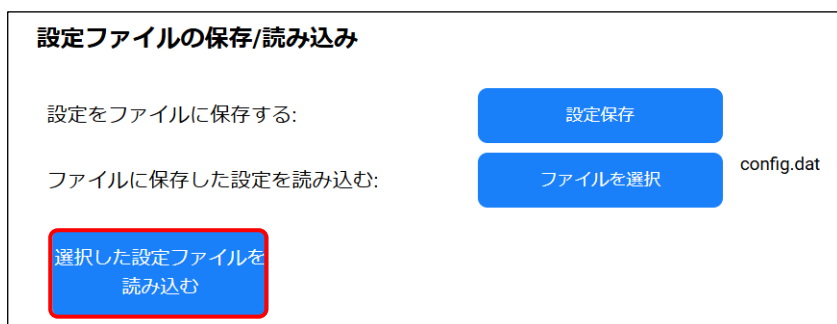 設定ファイルの保存/読み込み
設定をファイルに保存する:
設定保存
ファイルに保存した設定を読み込む:
ファイルを選択
config.dat
選択した設定ファイルを
読み込む